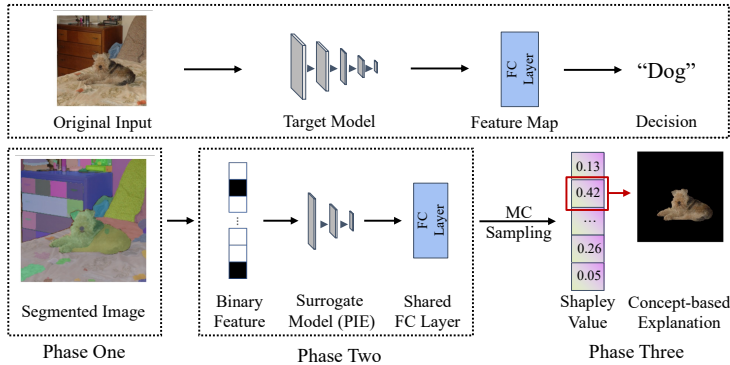 FC
Layer
“Dog”
Original Input
Target Model
Feature Map
Decision
Segmented Image
Phase One
⋮
Binary
Feature
Surrogate
Model (PIE)
FC
Layer
Shared
FC Layer
Phase Two
MC
Sampling
0.13
0.42
...
0.26
0.05
Shapley
Value
Concept-based
Explanation
Phase Three